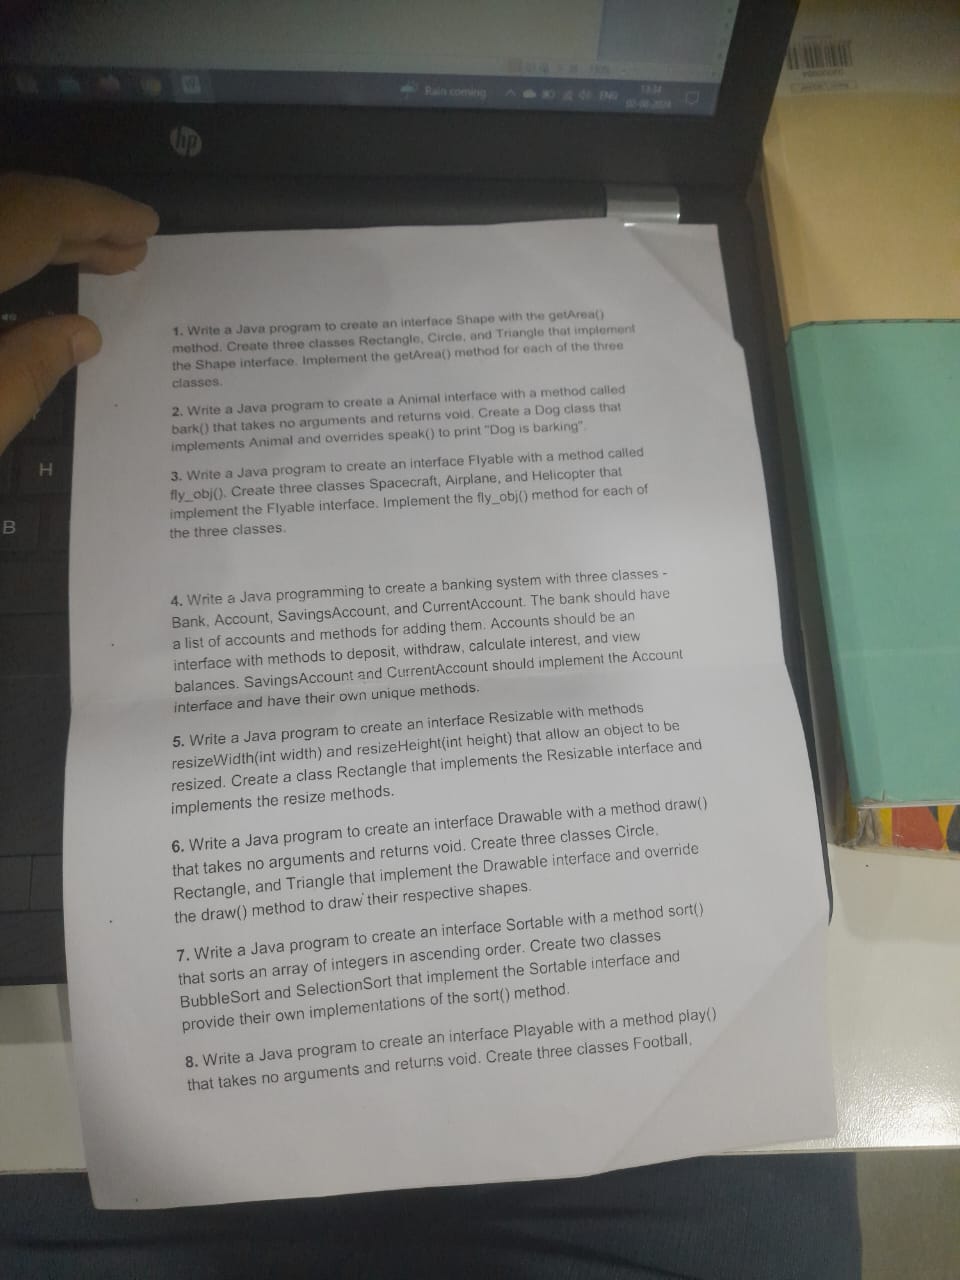 Rain coming
ENG
13:34
02-08-2024
hp
H
B
1. Write a Java program to create an interface Shape with the getArea()
method. Create three classes Rectangle, Circle, and Triangle that implement
the Shape interface. Implement the getArea() method for each of the three
classes.
2. Write a Java program to create a Animal interface with a method called
bark() that takes no arguments and returns void. Create a Dog class that
implements Animal and overrides speak() to print "Dog is barking".
3. Write a Java program to create an interface Flyable with a method called
fly_obj(). Create three classes Spacecraft, Airplane, and Helicopter that
implement the Flyable interface. Implement the fly_obj() method for each of
the three classes.
4. Write a Java programming to create a banking system with three classes -
Bank, Account, SavingsAccount, and CurrentAccount. The bank should have
a list of accounts and methods for adding them. Accounts should be an
interface with methods to deposit, withdraw, calculate interest, and view
balances. SavingsAccount and CurrentAccount should implement the Account
interface and have their own unique methods.
5. Write a Java program to create an interface Resizable with methods
resizeWidth(int width) and resizeHeight(int height) that allow an object to be
resized. Create a class Rectangle that implements the Resizable interface and
implements the resize methods.
6. Write a Java program to create an interface Drawable with a method draw()
that takes no arguments and returns void. Create three classes Circle,
Rectangle, and Triangle that implement the Drawable interface and override
the draw() method to draw their respective shapes.
7. Write a Java program to create an interface Sortable with a method sort()
that sorts an array of integers in ascending order. Create two classes
BubbleSort and SelectionSort that implement the Sortable interface and
provide their own implementations of the sort() method.
8. Write a Java program to create an interface Playable with a method play()
that takes no arguments and returns void. Create three classes Football,